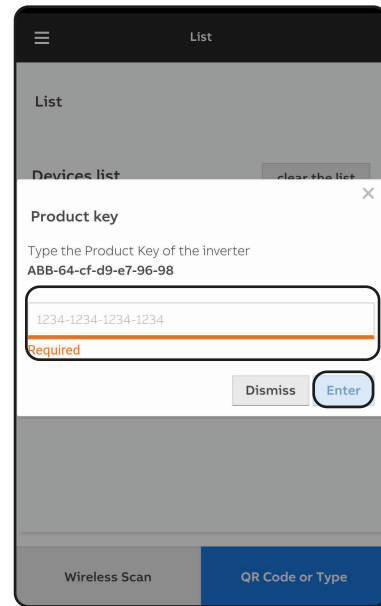 List
List
Devices list
clear the list
Product key
Type the Product Key of the inverter
ABB-64-cf-d9-e7-96-98
1234-1234-1234-1234
Required
Dismiss
Enter
Wireless Scan
QR Code or Type